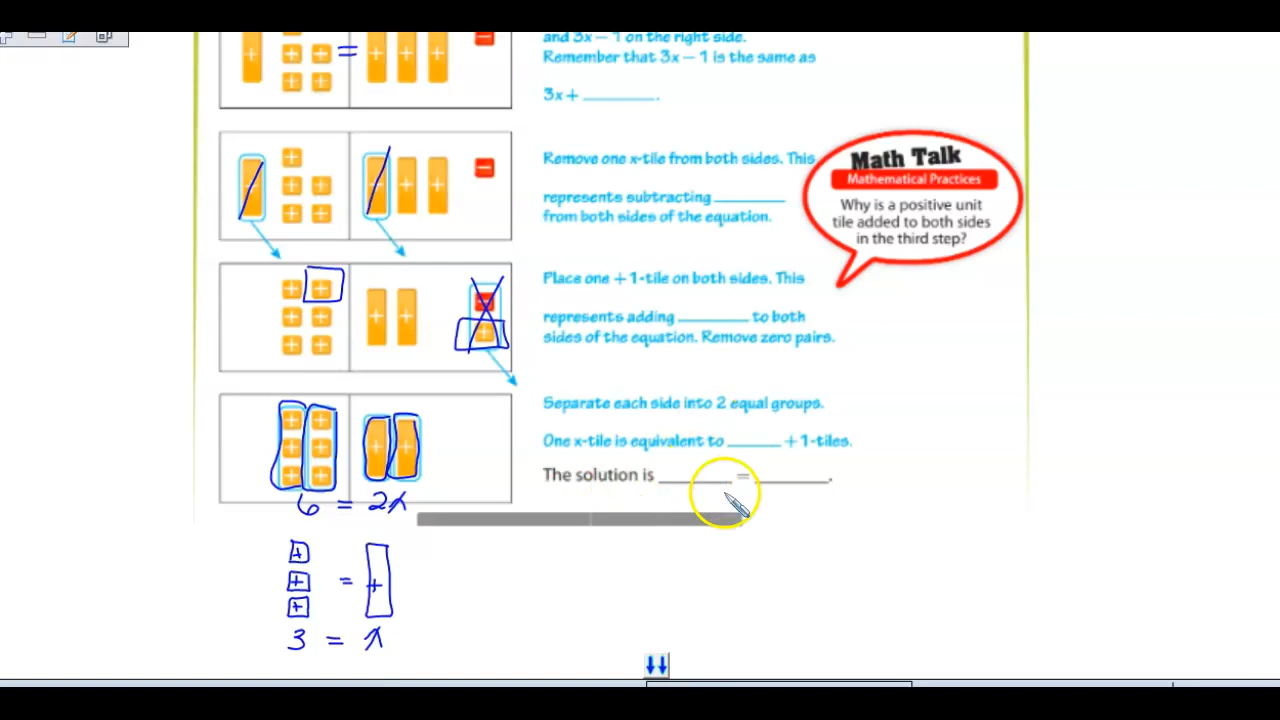 and 3x − 1 on the right side.
Remember that 3x − 1 is the same as
3x + ________.
Remove one x-tile from both sides. This
represents subtracting ________
from both sides of the equation.
Math Talk
Mathematical Practices
Why is a positive unit
tile added to both sides
in the third step?
Place one +1-tile on both sides. This
represents adding ________ to both
sides of the equation. Remove zero pairs.
Separate each side into 2 equal groups.
One x-tile is equivalent to ______ +1-tiles.
The solution is ________ = ________.
6 = 2x
+ + + = +
3 = x